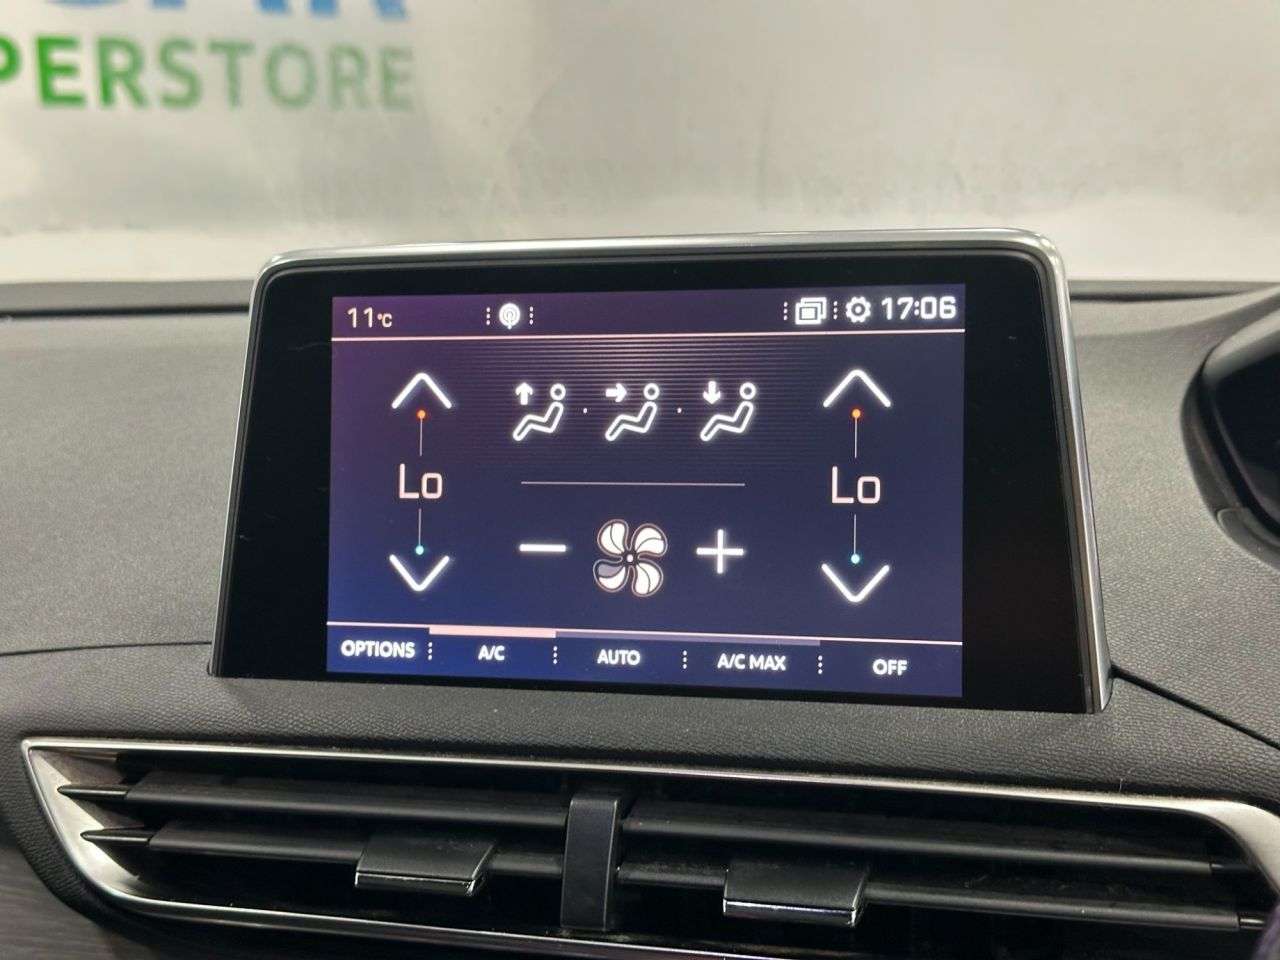 PERSTORE
11°C
17:06
Lo
Lo
OPTIONS
A/C
AUTO
A/C MAX
OFF